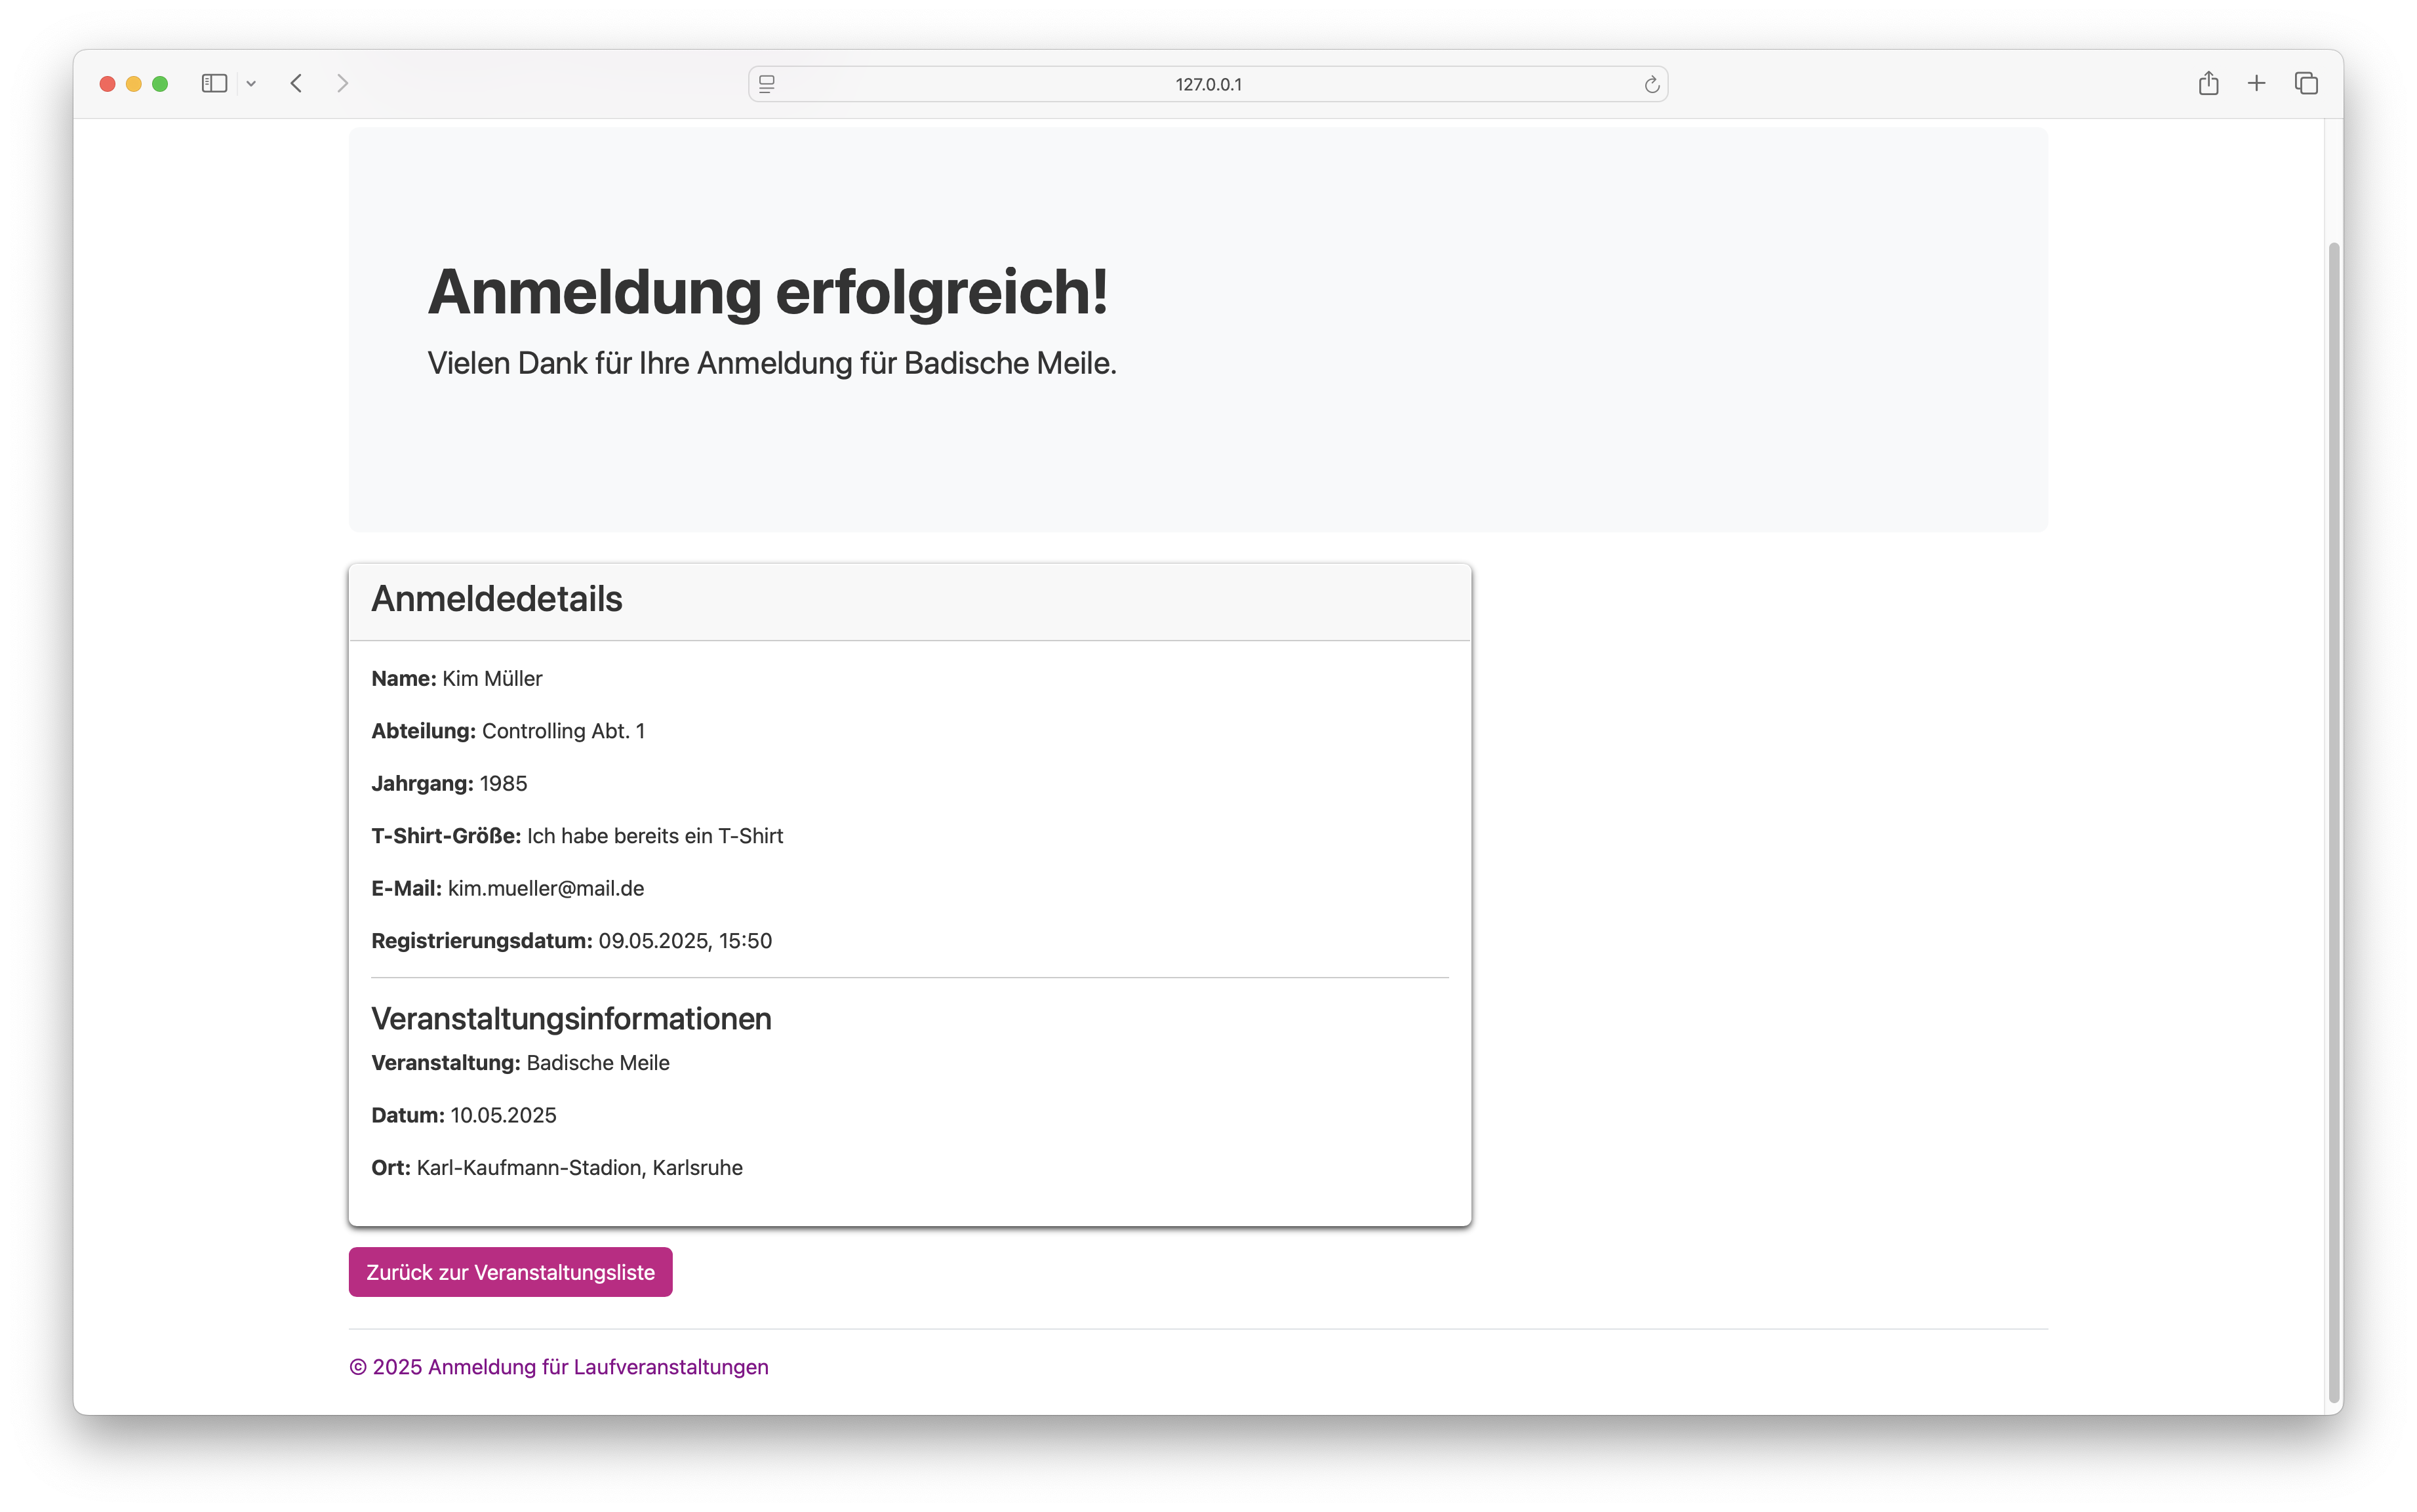 127.0.0.1
Anmeldung erfolgreich!
Vielen Dank für Ihre Anmeldung für Badische Meile.
Anmeldedetails
Name: Kim Müller
Abteilung: Controlling Abt. 1
Jahrgang: 1985
T-Shirt-Größe: Ich habe bereits ein T-Shirt
E-Mail: kim.mueller@mail.de
Registrierungsdatum: 09.05.2025, 15:50
Veranstaltungsinformationen
Veranstaltung: Badische Meile
Datum: 10.05.2025
Ort: Karl-Kaufmann-Stadion, Karlsruhe
Zurück zur Veranstaltungsliste
© 2025 Anmeldung für Laufveranstaltungen